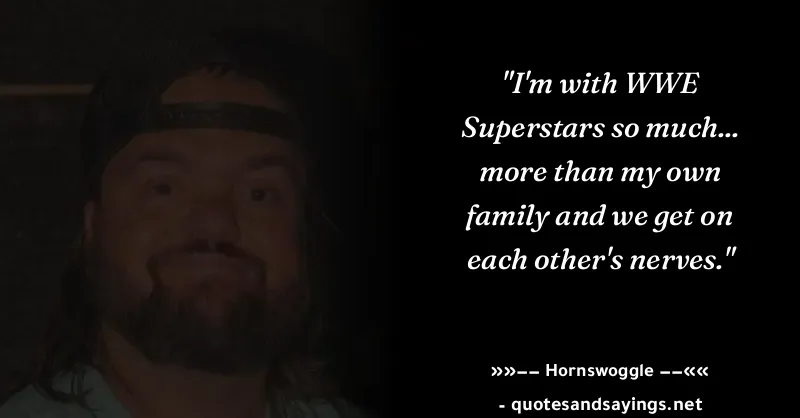 "I'm with WWE
Superstars so much...
more than my own
family and we get on
each other's nerves."
»»−− Hornswoggle −−««
- quotesandsayings.net